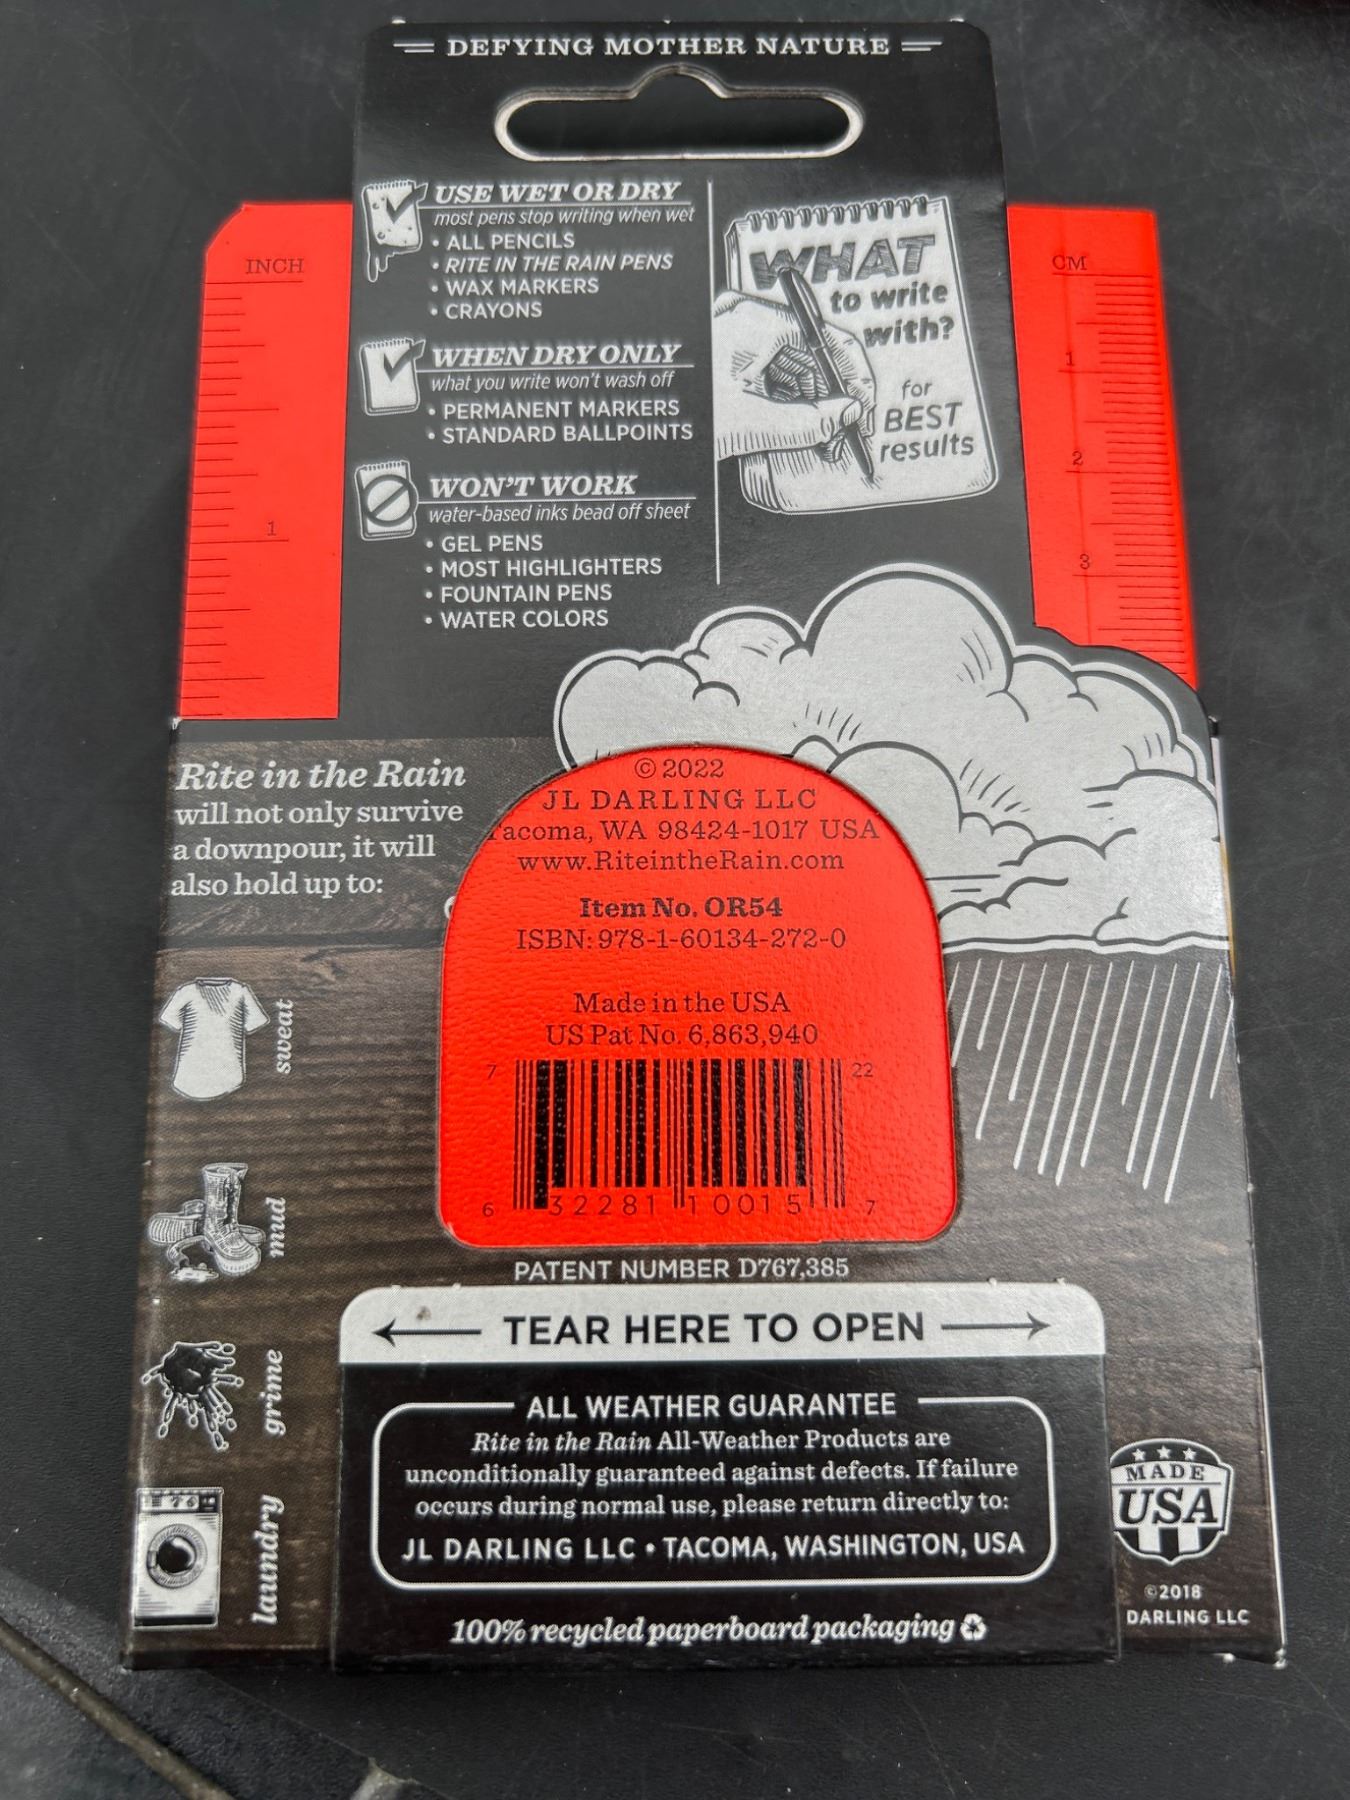 DEFYING MOTHER NATURE
USE WET OR DRY
most pens stop writing when wet
• ALL PENCILS
• RITE IN THE RAIN PENS
• WAX MARKERS
• CRAYONS
WHEN DRY ONLY
what you write won't wash off
• PERMANENT MARKERS
• STANDARD BALLPOINTS
WON'T WORK
water-based inks bead off sheet
• GEL PENS
• MOST HIGHLIGHTERS
• FOUNTAIN PENS
• WATER COLORS
WHAT
to write
with?
for
BEST
results
INCH
1
CM
1
2
3
Rite in the Rain
will not only survive
a downpour, it will
also hold up to:
sweat
mud
grime
laundry
© 2022
JL DARLING LLC
Tacoma, WA 98424-1017 USA
www.RiteintheRain.com
Item No. OR54
ISBN: 978-1-60134-272-0
Made in the USA
US Pat No. 6,863,940
7 22
6 32281 10015 7
PATENT NUMBER D767,385
TEAR HERE TO OPEN
ALL WEATHER GUARANTEE
Rite in the Rain All-Weather Products are
unconditionally guaranteed against defects. If failure
occurs during normal use, please return directly to:
JL DARLING LLC • TACOMA, WASHINGTON, USA
100% recycled paperboard packaging
MADE
USA
©2018
DARLING LLC